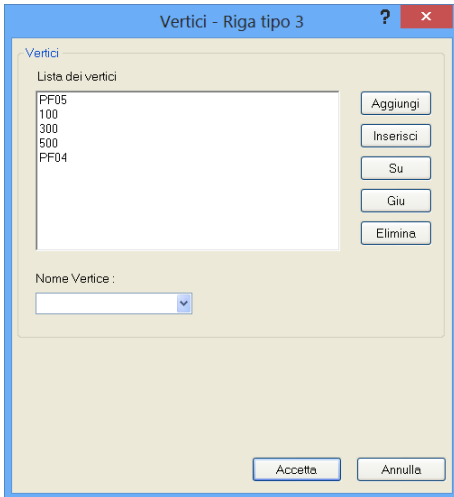 Vertici - Riga tipo 3
?
x
Vertici
Lista dei vertici
PF05
100
300
500
PF04
Aggiungi
Inserisci
Su
Giu
Elimina
Nome Vertice :
Accetta
Annulla